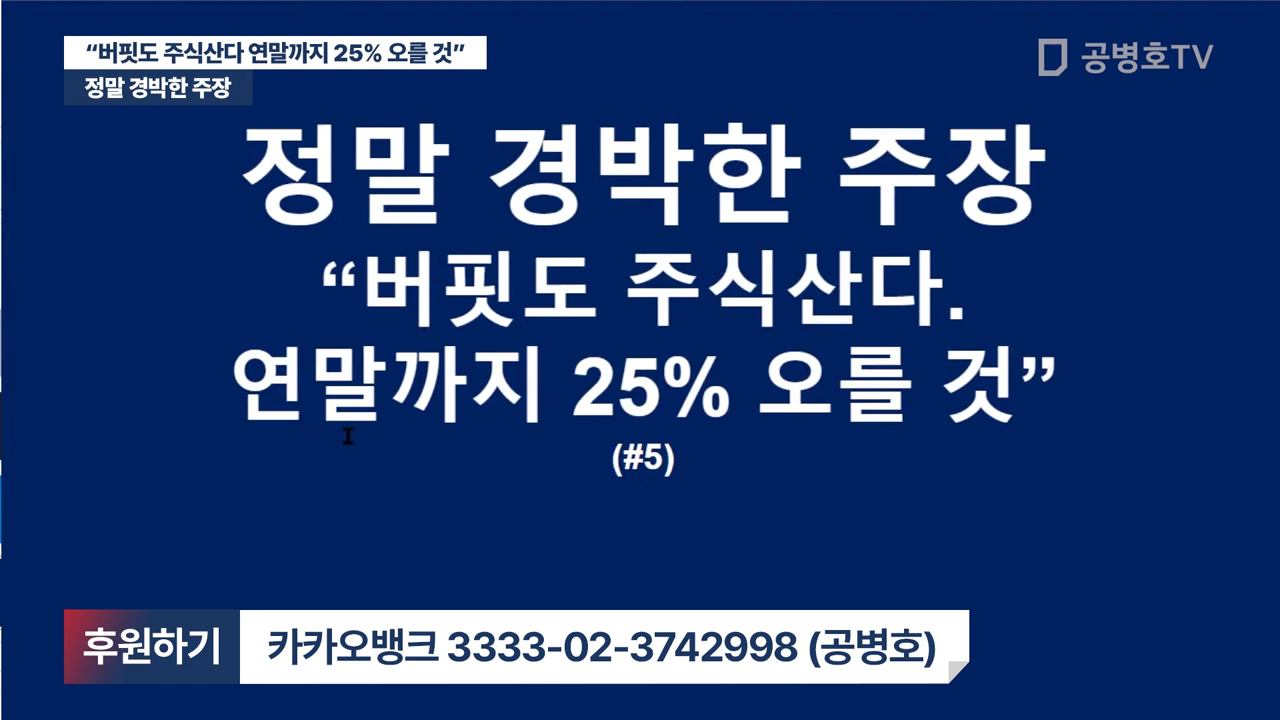 “버핏도 주식산다 연말까지 25% 오를 것”
정말 경박한 주장
공병호TV
정말 경박한 주장
“버핏도 주식산다.
연말까지 25% 오를 것”
(#5)
후원하기
카카오뱅크 3333-02-3742998 (공병호)